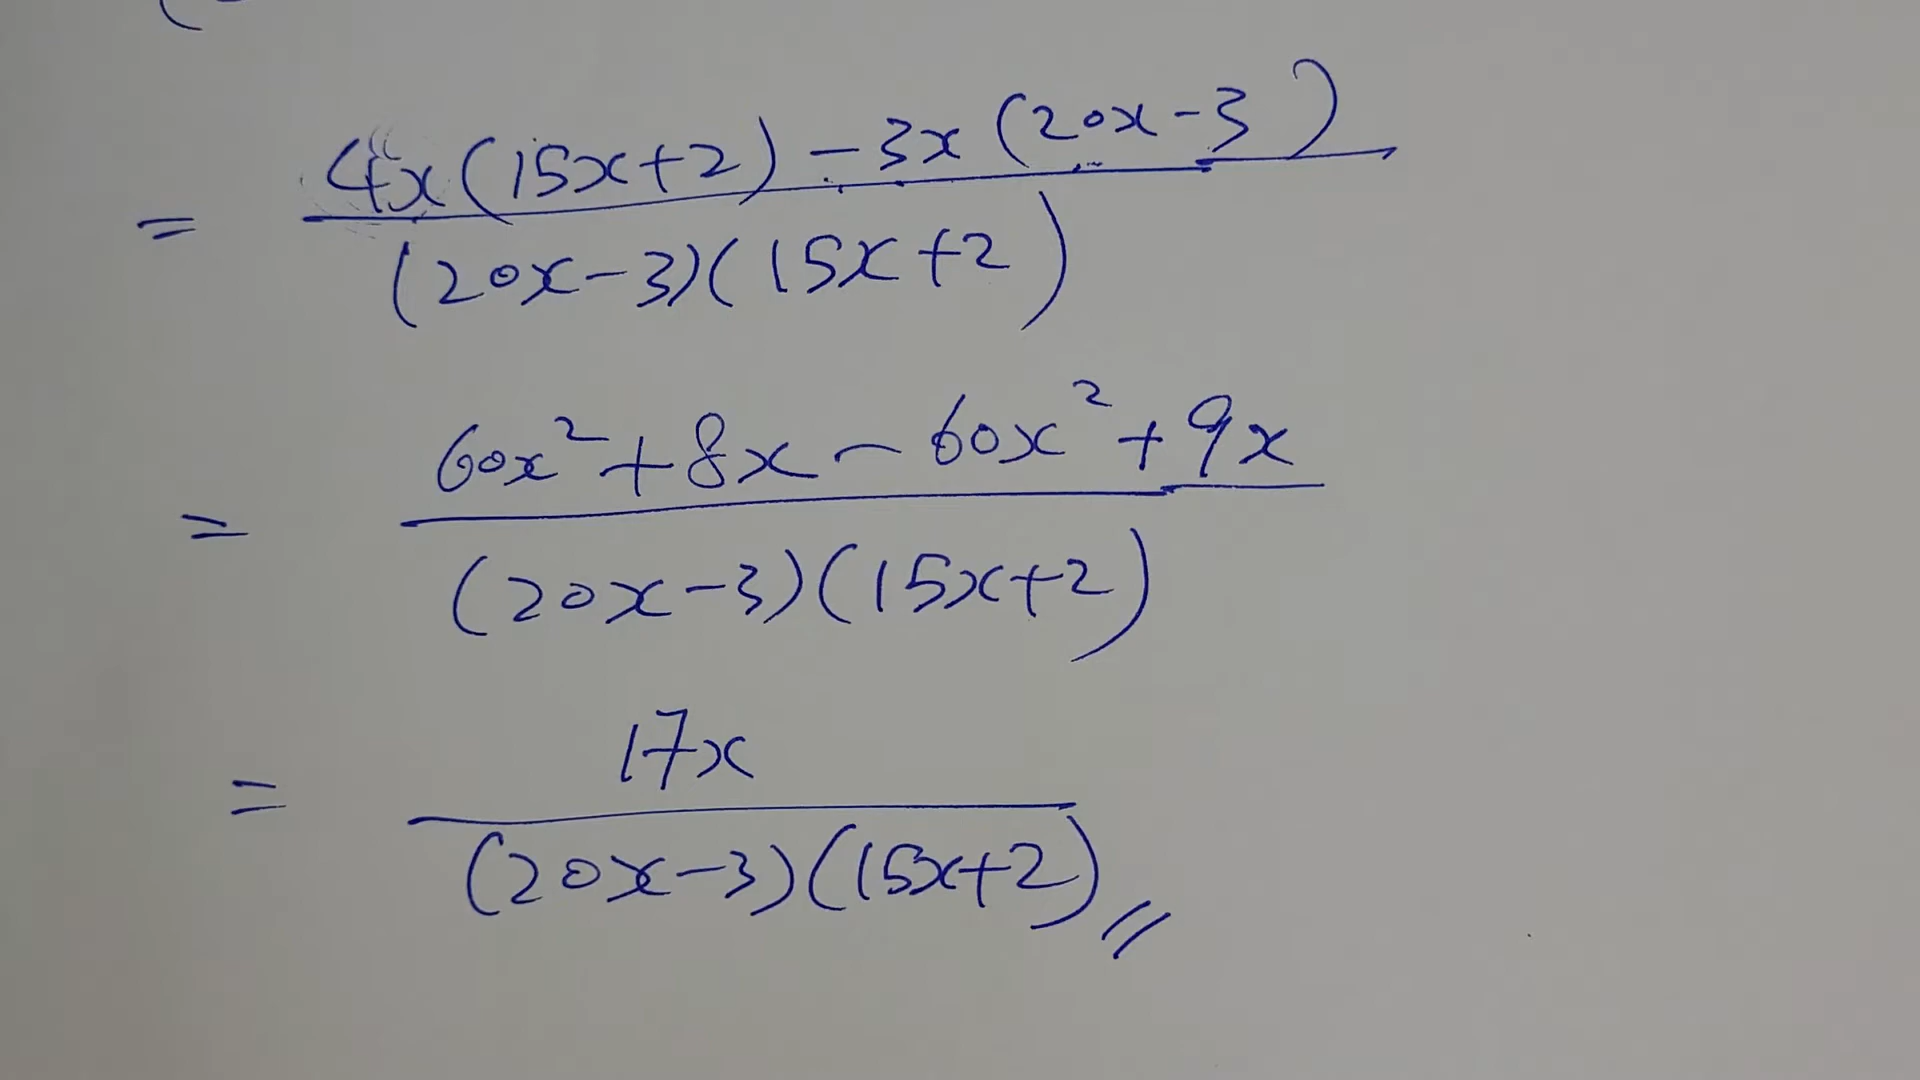 4x(15x+2) - 3x(20x-3)
= ─────────────
(20x-3)(15x+2)
60x²+8x - 60x²+9x
= ─────────────
(20x-3)(15x+2)
17x
= ─────────────
(20x-3)(15x+2) //